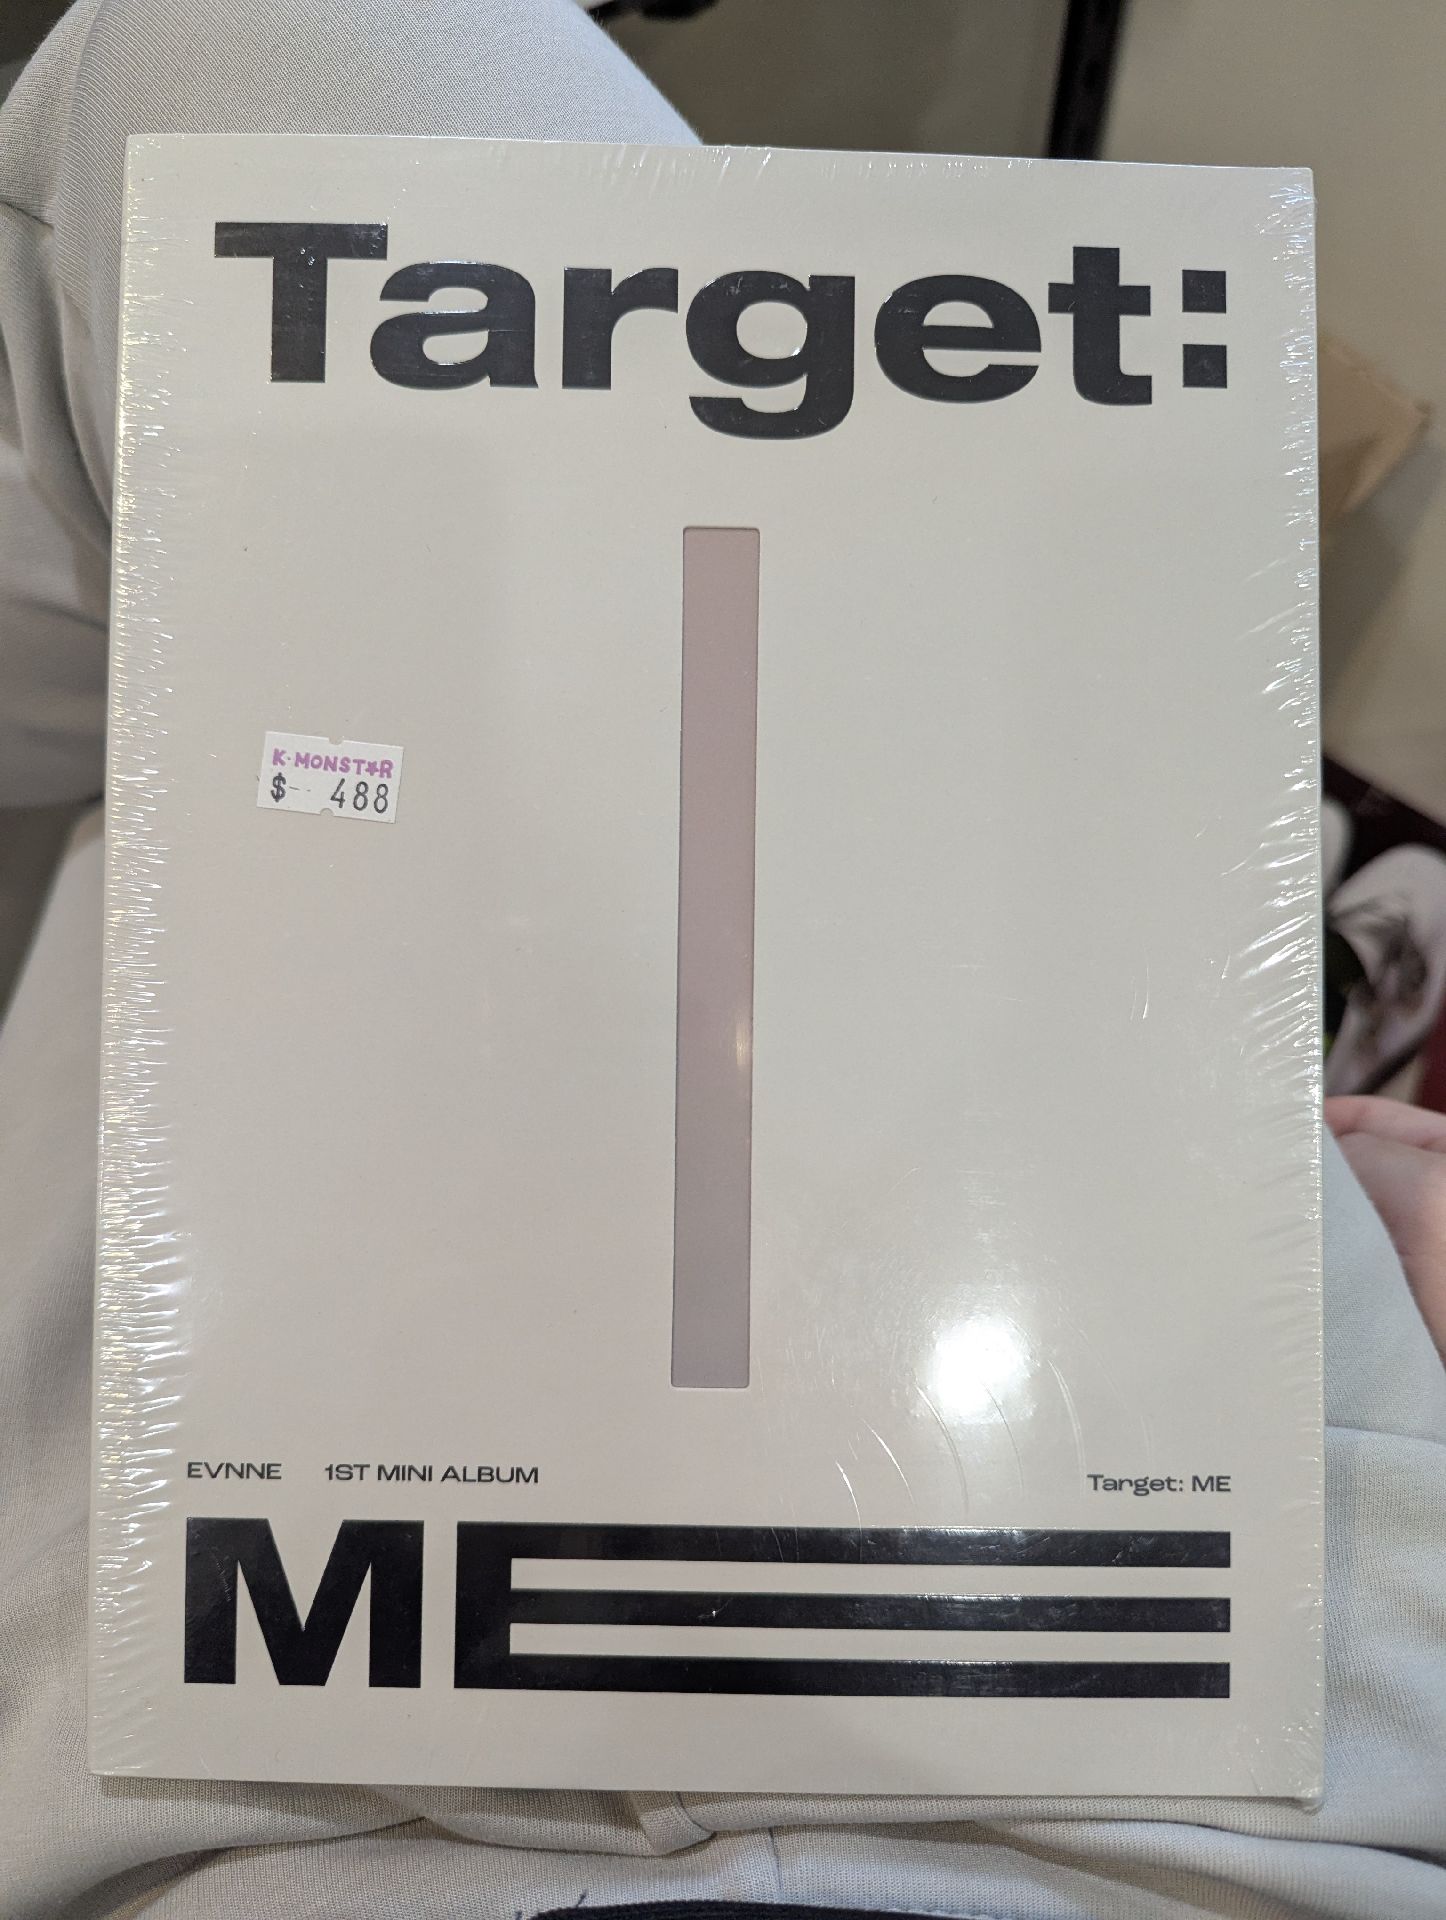 Target:
K·MONST★R
$-- 488
EVNNE 1ST MINI ALBUM
Target: ME
ME